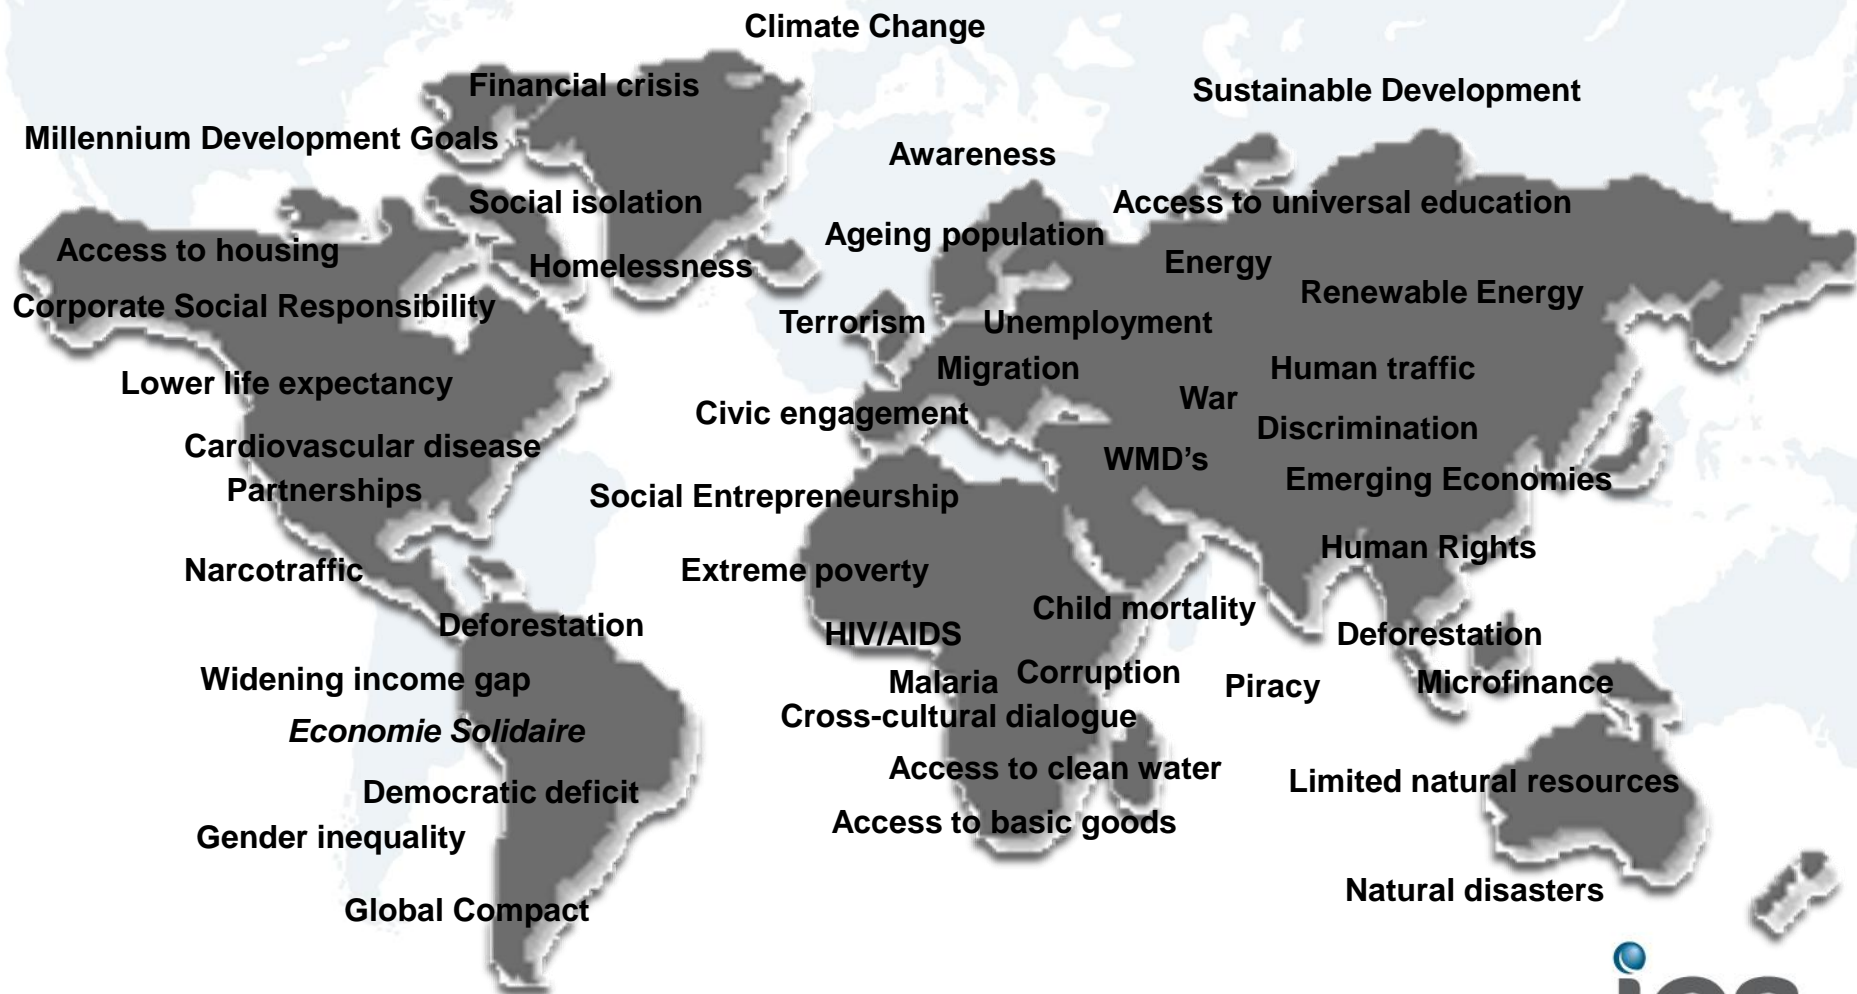 Climate Change
Financial crisis
Sustainable Development
Millennium Development Goals
Awareness
Social isolation
Access to universal education
Ageing population
Access to housing
Energy
Homelessness
Renewable Energy
Corporate Social Responsibility
Terrorism
Unemployment
Migration
Human traffic
Lower life expectancy
War
Civic engagement
Discrimination
Cardiovascular disease
WMD’s
Emerging Economies
Partnerships
Social Entrepreneurship
Human Rights
Narcotraffic
Extreme poverty
Child mortality
Deforestation
HIV/AIDS
Deforestation
Widening income gap
Malaria
Corruption
Piracy
Microfinance
Cross-cultural dialogue
Economie Solidaire
Access to clean water
Limited natural resources
Democratic deficit
Access to basic goods
Gender inequality
Natural disasters
Global Compact